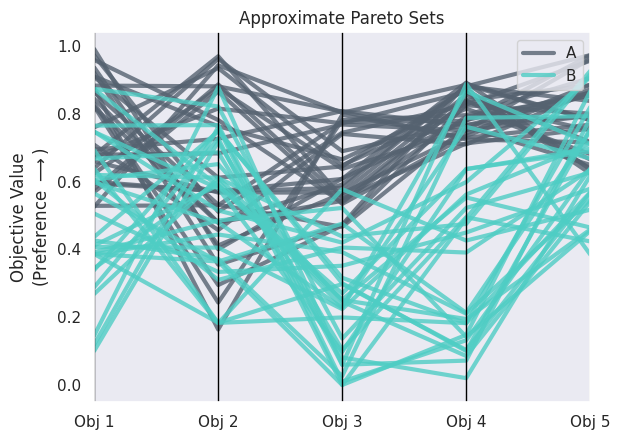 Approximate Pareto Sets
Objective Value
(Preference ⟶)
1.0
0.8
0.6
0.4
0.2
0.0
A
B
Obj 1
Obj 2
Obj 3
Obj 4
Obj 5